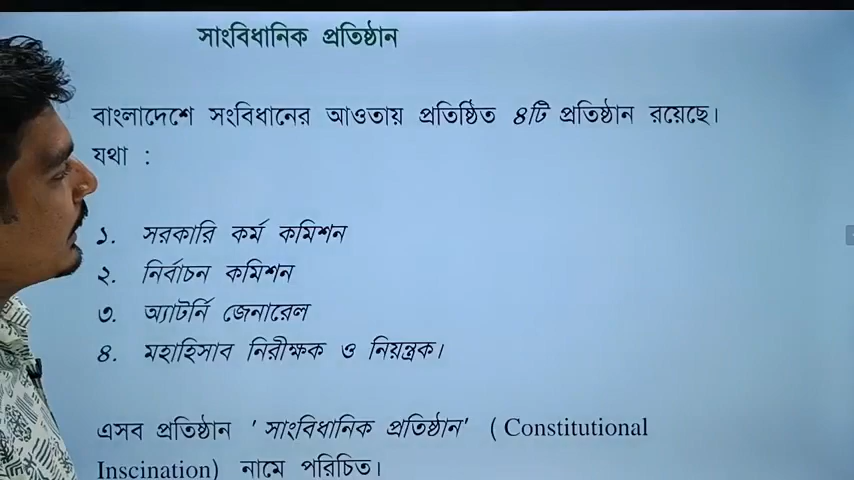 সাংবিধানিক প্রতিষ্ঠান
বাংলাদেশে সংবিধানের আওতায় প্রতিষ্ঠিত ৪টি প্রতিষ্ঠান রয়েছে।
যথা :
১. সরকারি কর্ম কমিশন
২. নির্বাচন কমিশন
৩. অ্যাটর্নি জেনারেল
৪. মহাহিসাব নিরীক্ষক ও নিয়ন্ত্রক।
এসব প্রতিষ্ঠান ' সাংবিধানিক প্রতিষ্ঠান' ( Constitutional
Inscination) নামে পরিচিত।